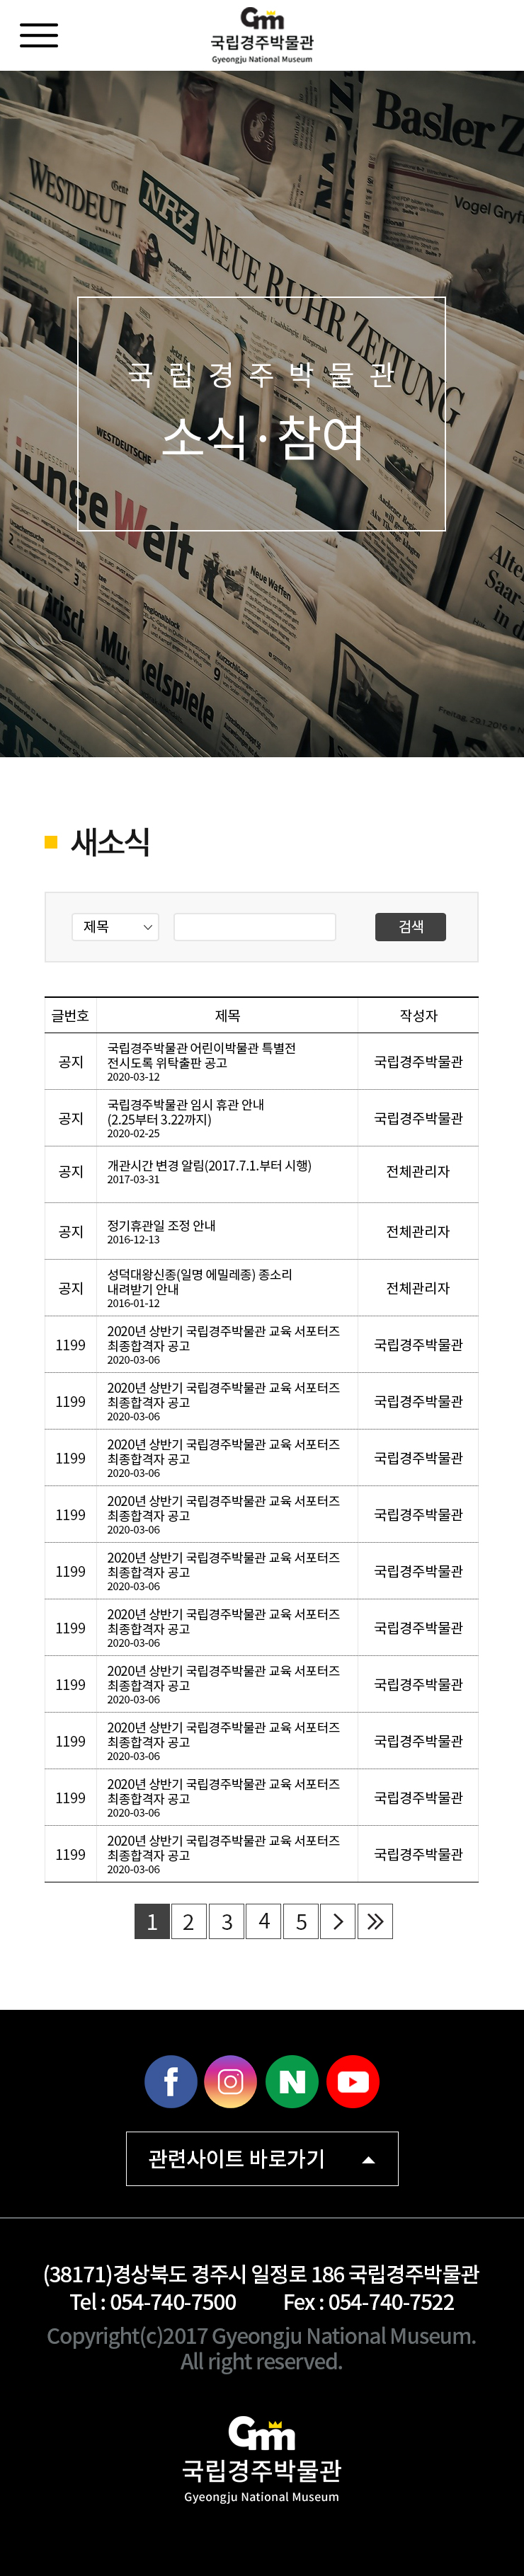 Gnm
국립경주박물관
Gyeongju National Museum
Basler Z
Vogel Gryff
NRZ
NEUE RUHR ZEITUNG
국립경주박물관
소식·참여
WESTDEUTSCHE
junge Welt
Neue Waffen
Regionalblock
Kurzschluss
9
새소식
제목
검색
글번호 제목 작성자
공지 국립경주박물관 어린이박물관 특별전 국립경주박물관
전시도록 위탁출판 공고
2020-03-12
공지 국립경주박물관 임시 휴관 안내 국립경주박물관
(2.25부터 3.22까지)
2020-02-25
공지 개관시간 변경 알림(2017.7.1.부터 시행) 전체관리자
2017-03-31
공지 정기휴관일 조정 안내 전체관리자
2016-12-13
공지 성덕대왕신종(일명 에밀레종) 종소리 전체관리자
내려받기 안내
2016-01-12
1199 2020년 상반기 국립경주박물관 교육 서포터즈 국립경주박물관
최종합격자 공고
2020-03-06
1199 2020년 상반기 국립경주박물관 교육 서포터즈 국립경주박물관
최종합격자 공고
2020-03-06
1199 2020년 상반기 국립경주박물관 교육 서포터즈 국립경주박물관
최종합격자 공고
2020-03-06
1199 2020년 상반기 국립경주박물관 교육 서포터즈 국립경주박물관
최종합격자 공고
2020-03-06
1199 2020년 상반기 국립경주박물관 교육 서포터즈 국립경주박물관
최종합격자 공고
2020-03-06
1199 2020년 상반기 국립경주박물관 교육 서포터즈 국립경주박물관
최종합격자 공고
2020-03-06
1199 2020년 상반기 국립경주박물관 교육 서포터즈 국립경주박물관
최종합격자 공고
2020-03-06
1199 2020년 상반기 국립경주박물관 교육 서포터즈 국립경주박물관
최종합격자 공고
2020-03-06
1199 2020년 상반기 국립경주박물관 교육 서포터즈 국립경주박물관
최종합격자 공고
2020-03-06
1199 2020년 상반기 국립경주박물관 교육 서포터즈 국립경주박물관
최종합격자 공고
2020-03-06
1 2 3 4 5
관련사이트 바로가기
(38171)경상북도 경주시 일정로 186 국립경주박물관
Tel : 054-740-7500 Fex : 054-740-7522
Copyright(c)2017 Gyeongju National Museum.
All right reserved.
Gnm
국립경주박물관
Gyeongju National Museum